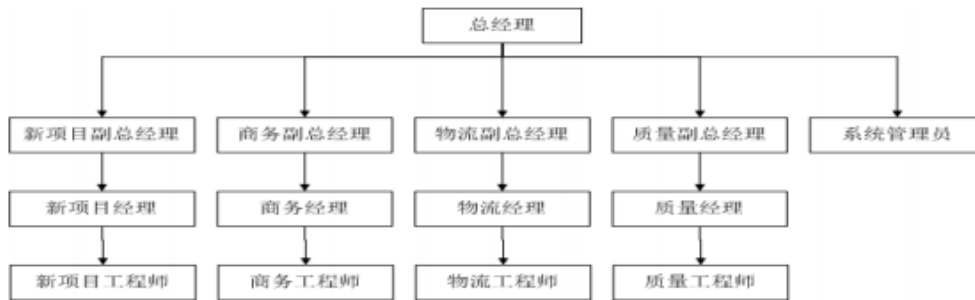 总经理
新项目副总经理
商务副总经理
物流副总经理
质量副总经理
系统管理员
新项目经理
商务经理
物流经理
质量经理
新项目工程师
商务工程师
物流工程师
质量工程师